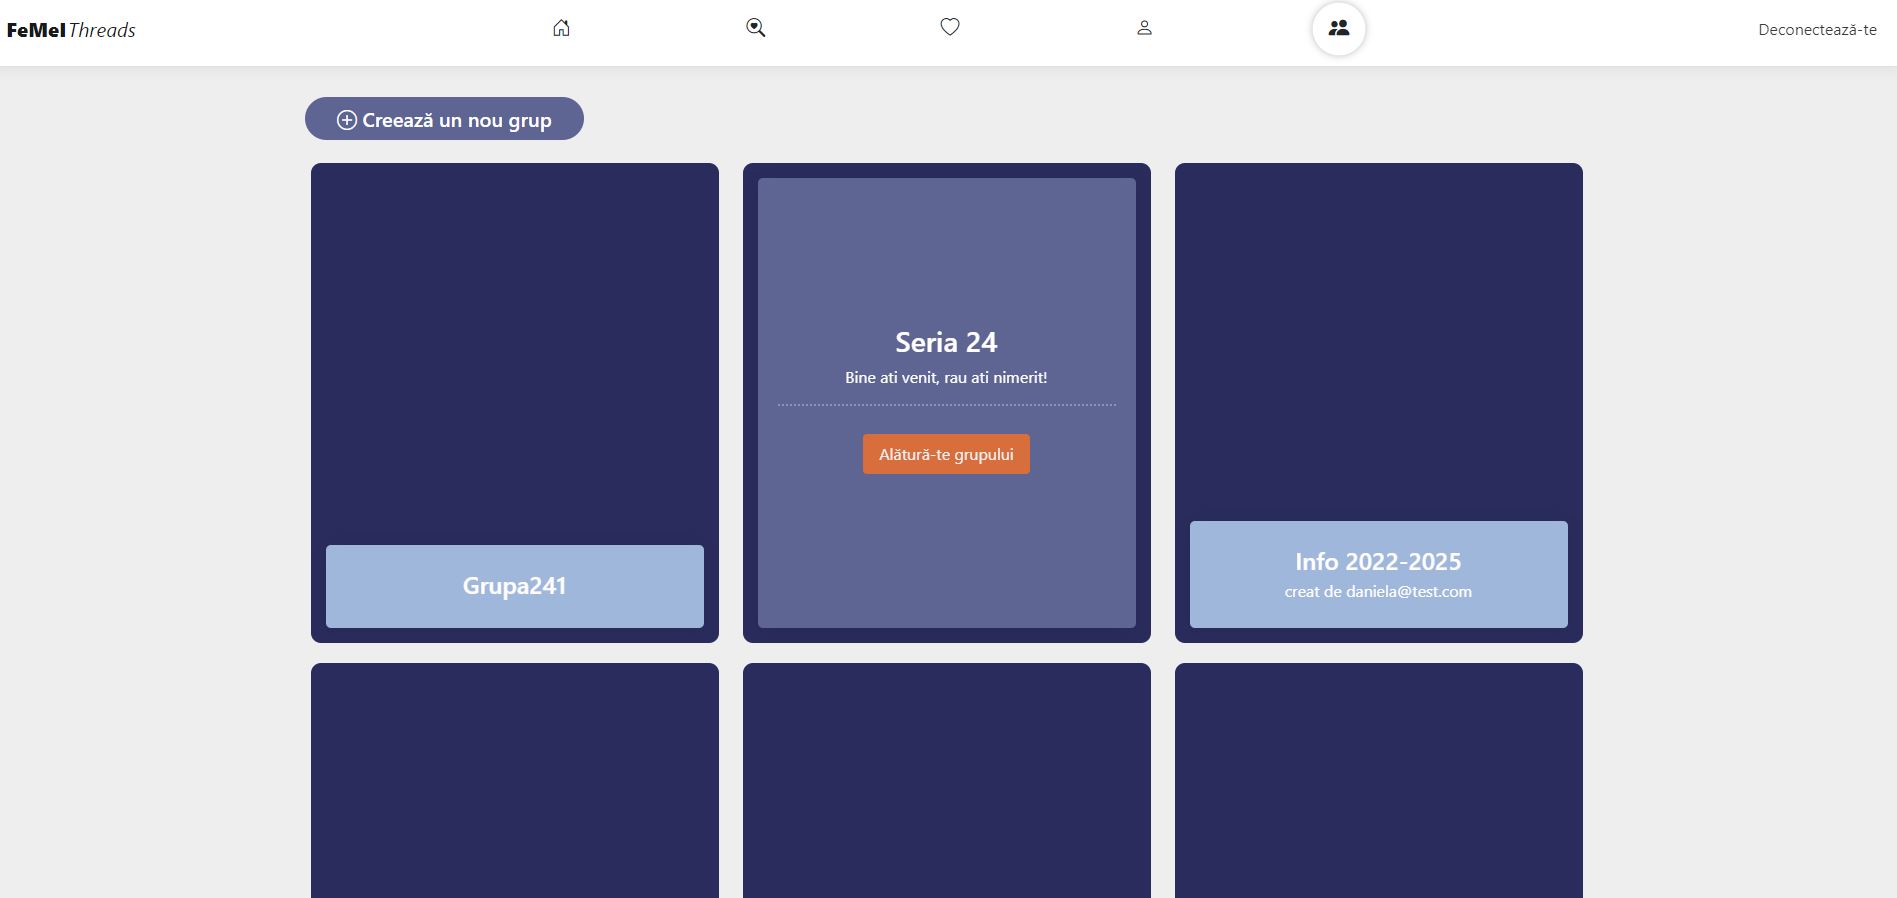 FeMel Threads
Deconectează-te
Creează un nou grup
Grupa241
Seria 24
Bine ati venit, rau ati nimerit!
Alătură-te grupului
Info 2022-2025
creat de daniela@test.com